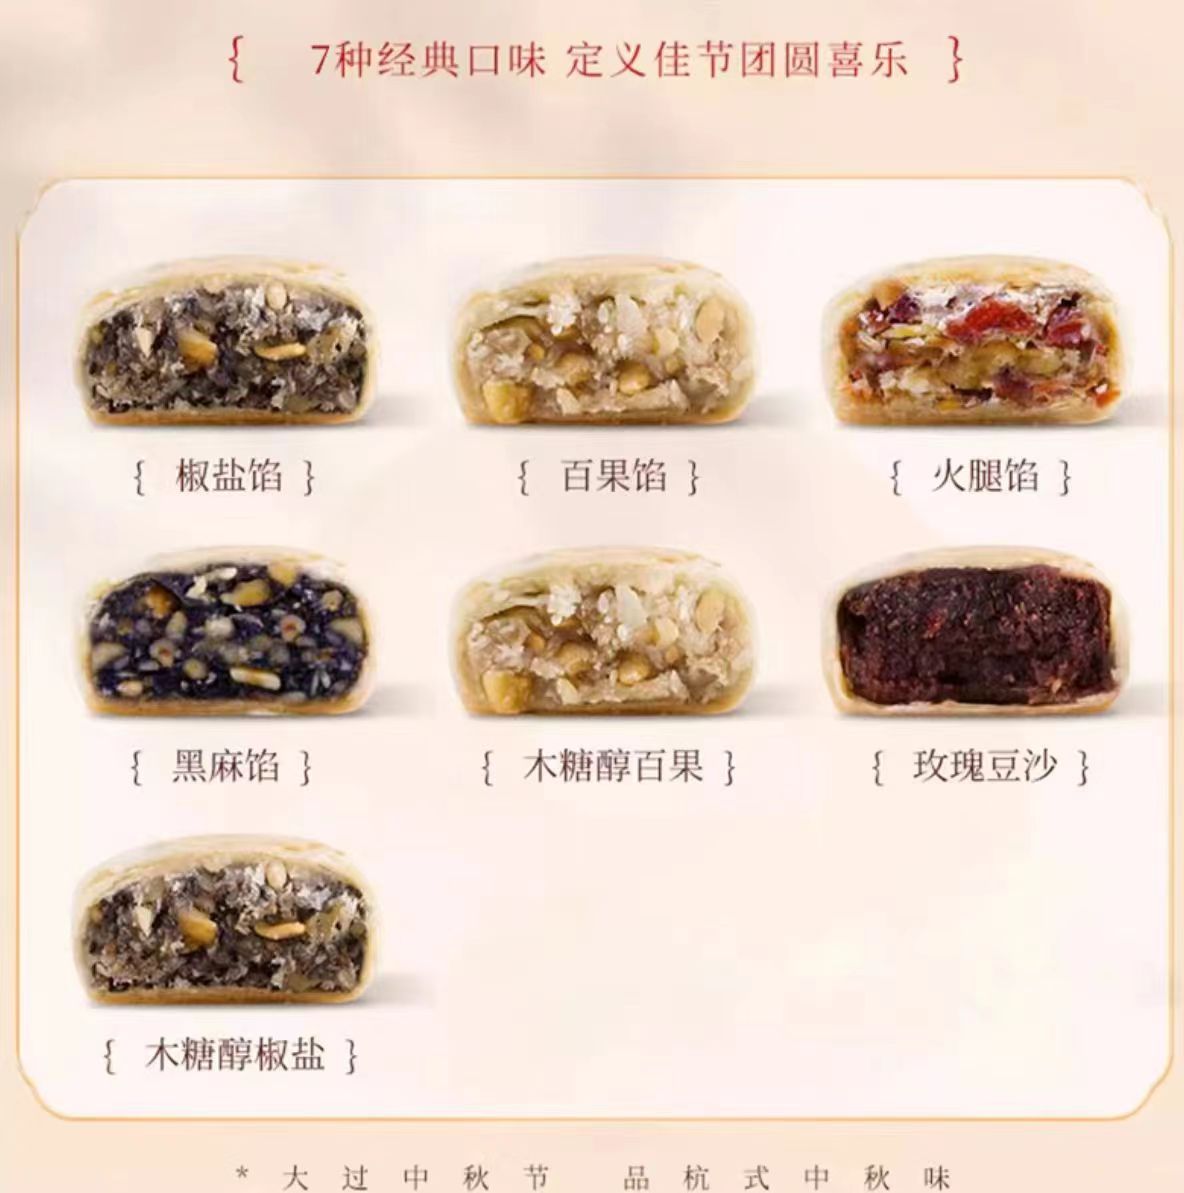 { 7种经典口味 定义佳节团圆喜乐 }
{ 椒盐馅 } { 百果馅 } { 火腿馅 }
{ 黑麻馅 } { 木糖醇百果 } { 玫瑰豆沙 }
{ 木糖醇椒盐 }
*大过中秋节 品杭式中秋味